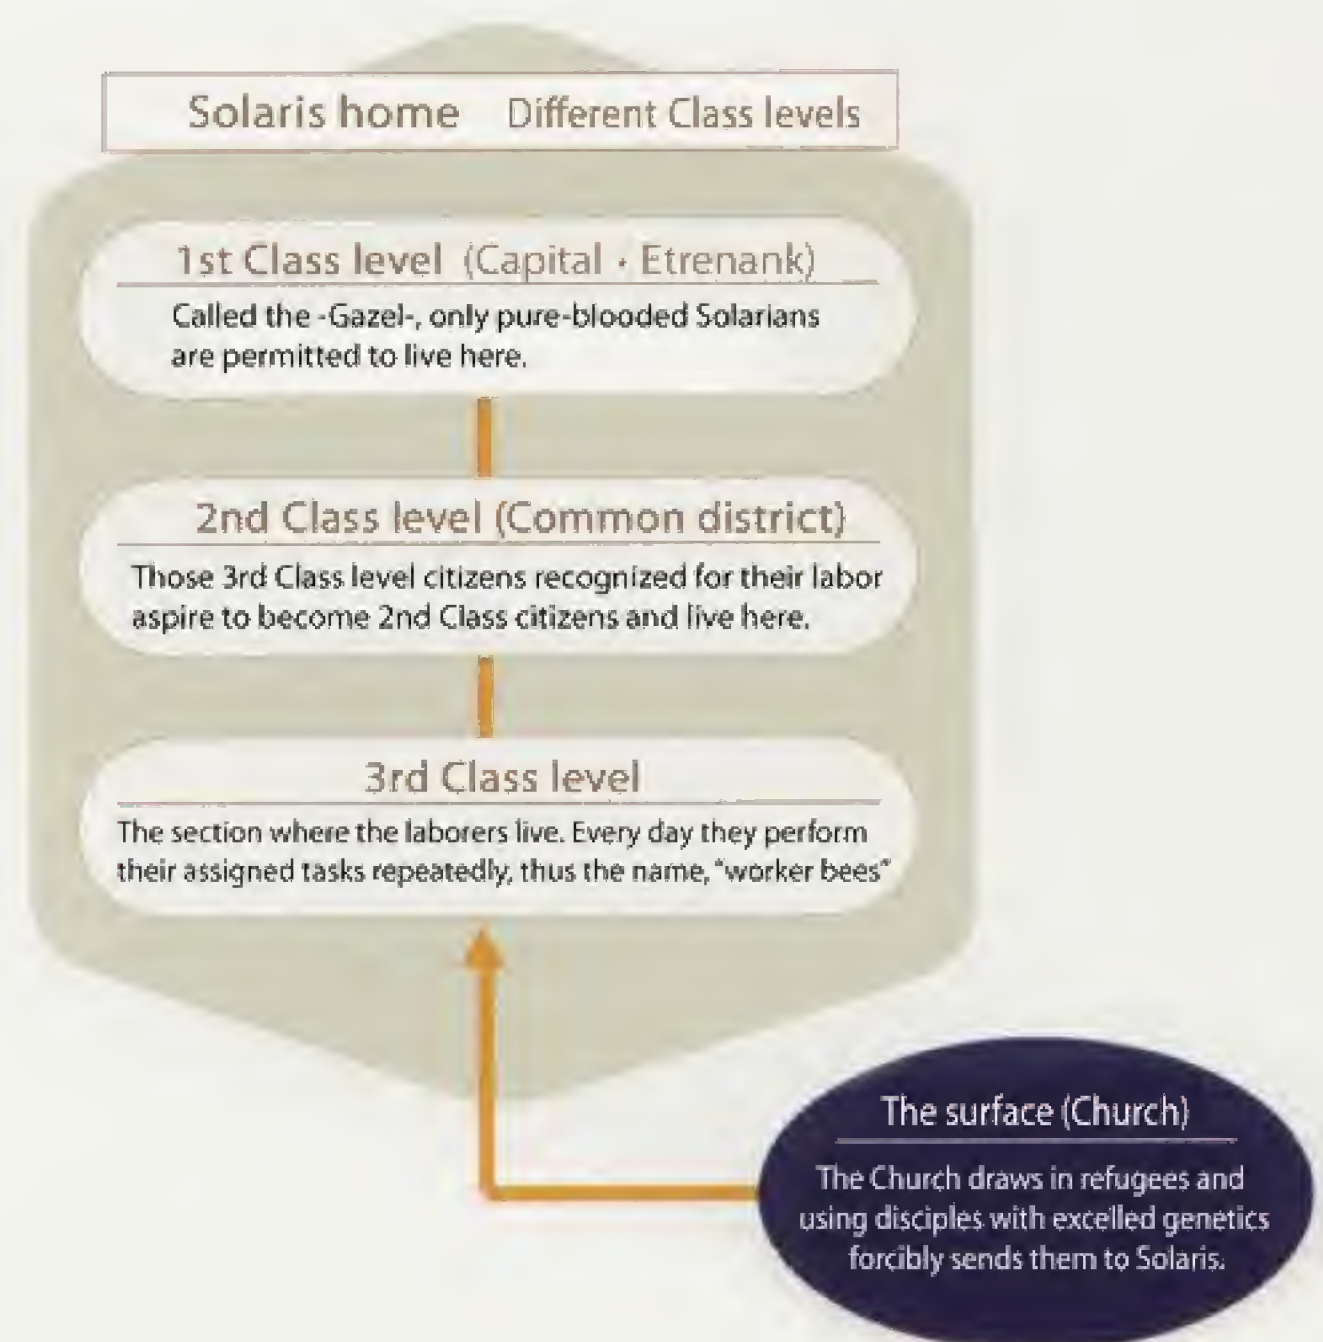 Solaris home Different Class levels
1st Class level (Capital · Etrenank)
Called the -Gazel-, only pure-blooded Solarians
are permitted to live here.
2nd Class level (Common district)
Those 3rd Class level citizens recognized for their labor
aspire to become 2nd Class citizens and live here.
3rd Class level
The section where the laborers live. Every day they perform
their assigned tasks repeatedly, thus the name, "worker bees"
The surface (Church)
The Church draws in refugees and
using disciples with excelled genetics
forcibly sends them to Solaris.